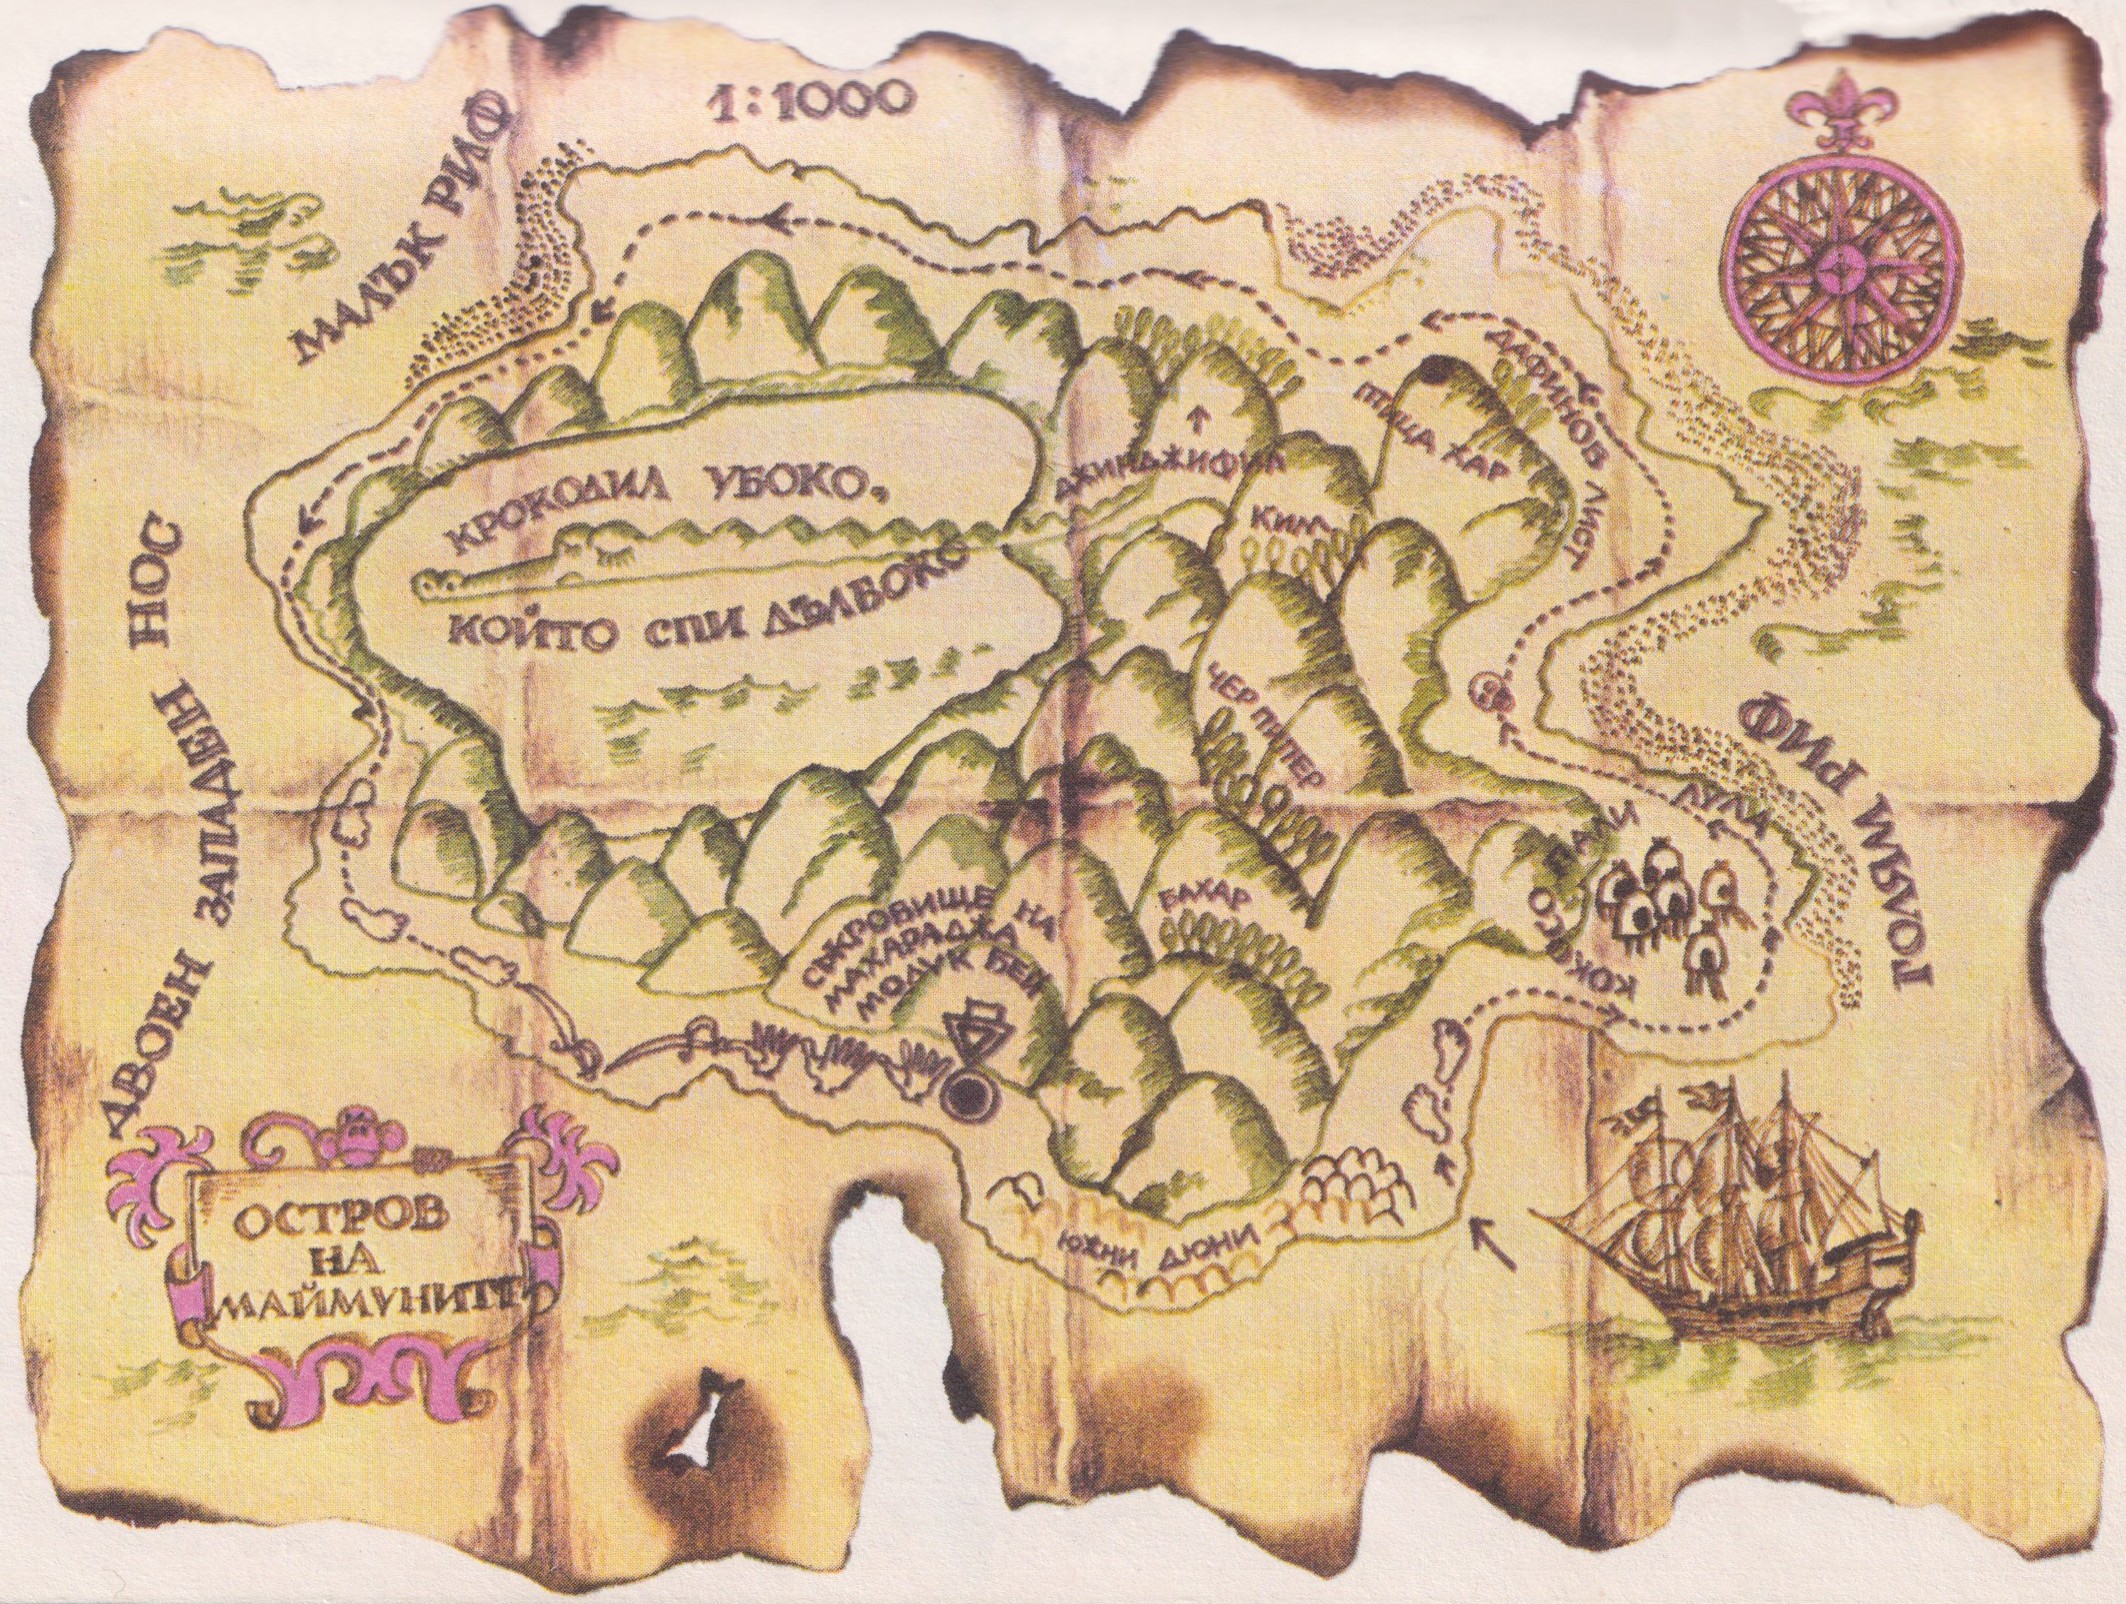 1:1000
МАЛЪК РИФ
ДАФИНОВ ЛИСТ
ПТИЦА ХАР
ДЖИНДЖИФИЛ
КРОКОДИЛ УБОКО,
КОЙТО СПИ ДЪЛБОКО
КИМ
ДВОЕН ЗАПАДЕН НОС
ЧЕР ПИПЕР
ГОЛЯМ РИФ
ЛУЛА
КОКОСО
БАХАР
СЪКРОВИЩЕ НА
МАХАРАДЖА
МОДУК БЕЙ
ЮЖНИ ДЮНИ
ОСТРОВ
НА
МАЙМУНИТЕ